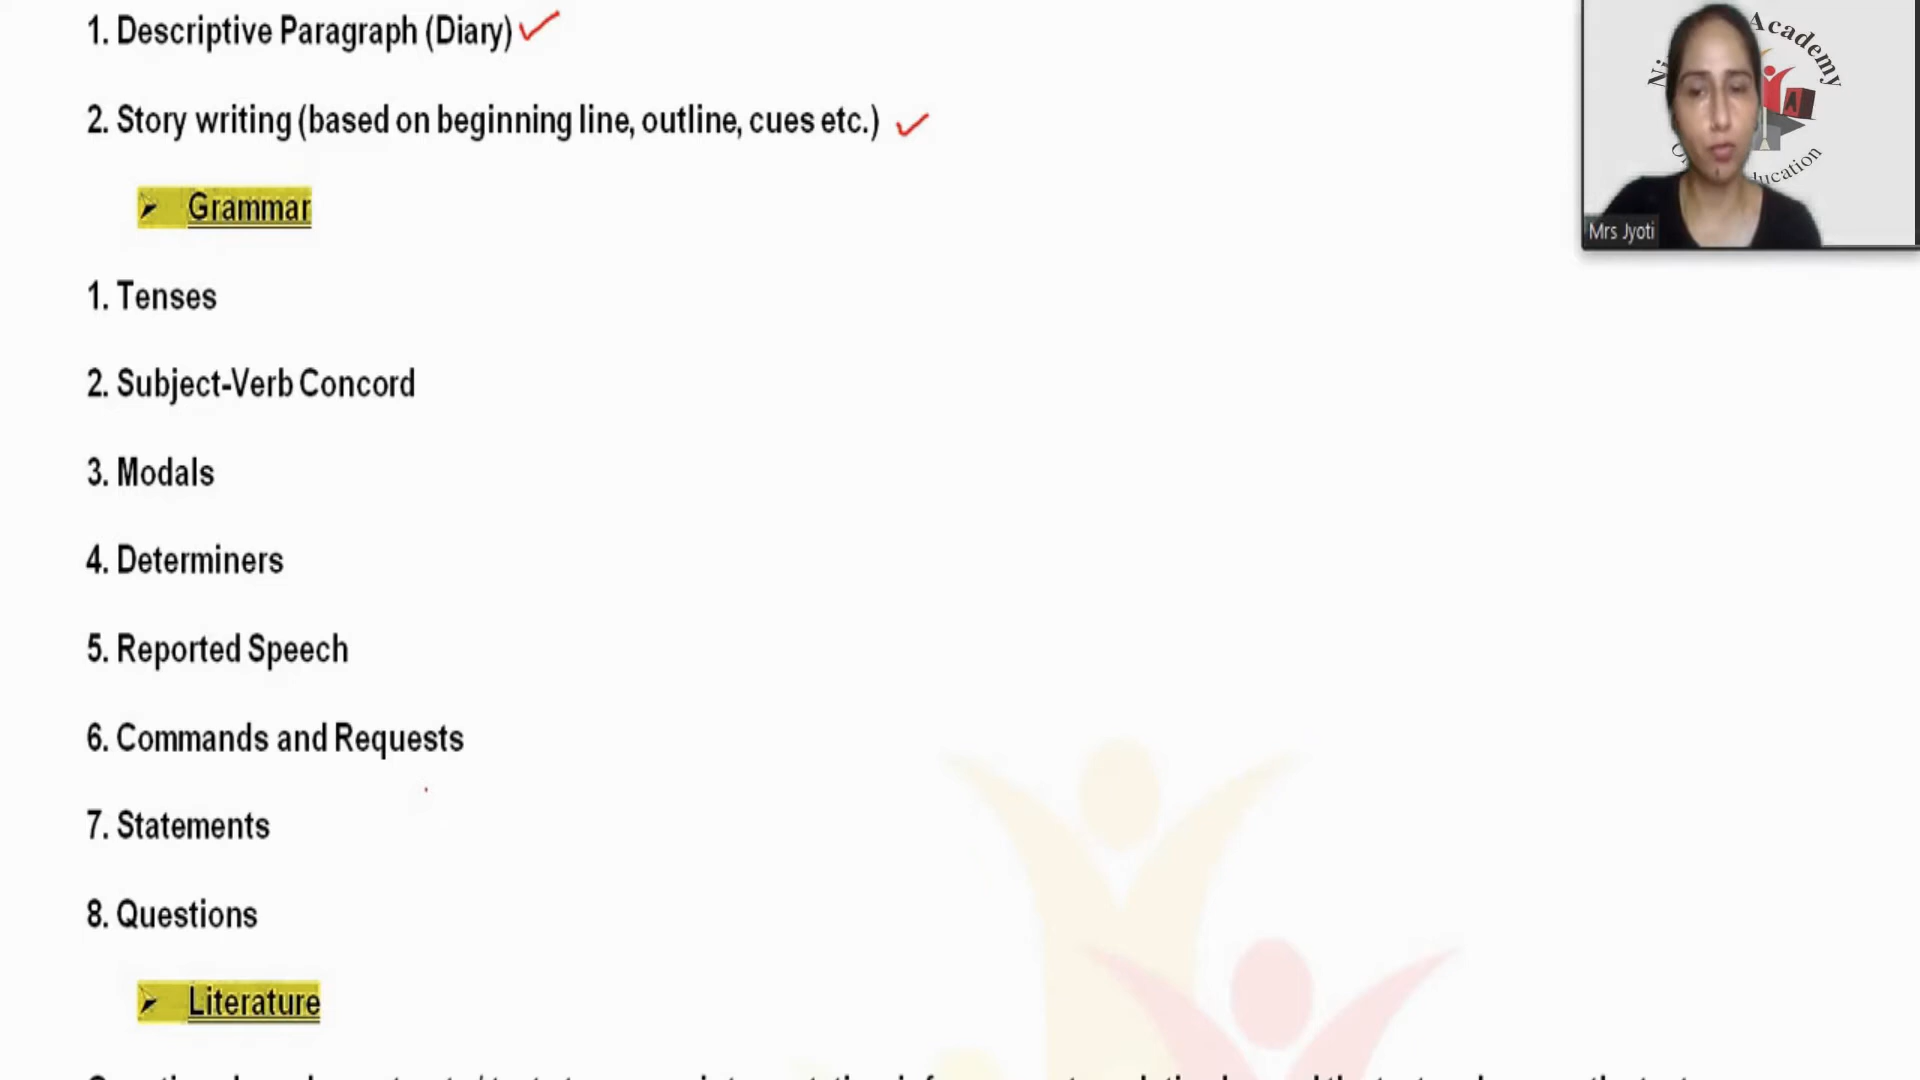 1. Descriptive Paragraph (Diary)
2. Story writing (based on beginning line, outline, cues etc.)
Grammar
1. Tenses
2. Subject-Verb Concord
3. Modals
4. Determiners
5. Reported Speech
6. Commands and Requests
7. Statements
8. Questions
Literature
Academy
Mrs Jyoti